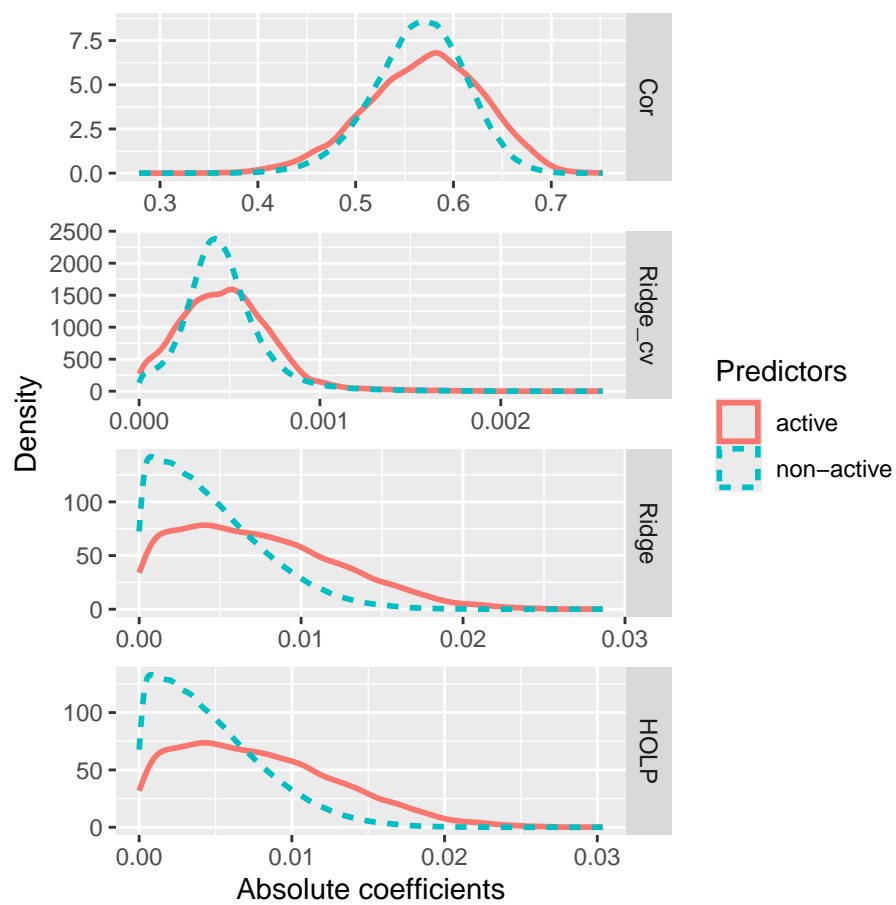 7.5
5.0
2.5
0.0
Cor
0.3 0.4 0.5 0.6 0.7
2500
2000
1500
1000
500
0
Ridge_cv
0.000 0.001 0.002
Density
100
50
0
Ridge
0.00 0.01 0.02 0.03
100
50
0
HOLP
0.00 0.01 0.02 0.03
Absolute coefficients
Predictors
active
non−active